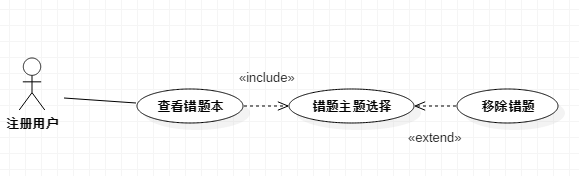 «include»
注册用户
查看错题本
错题主题选择
移除错题
«extend»